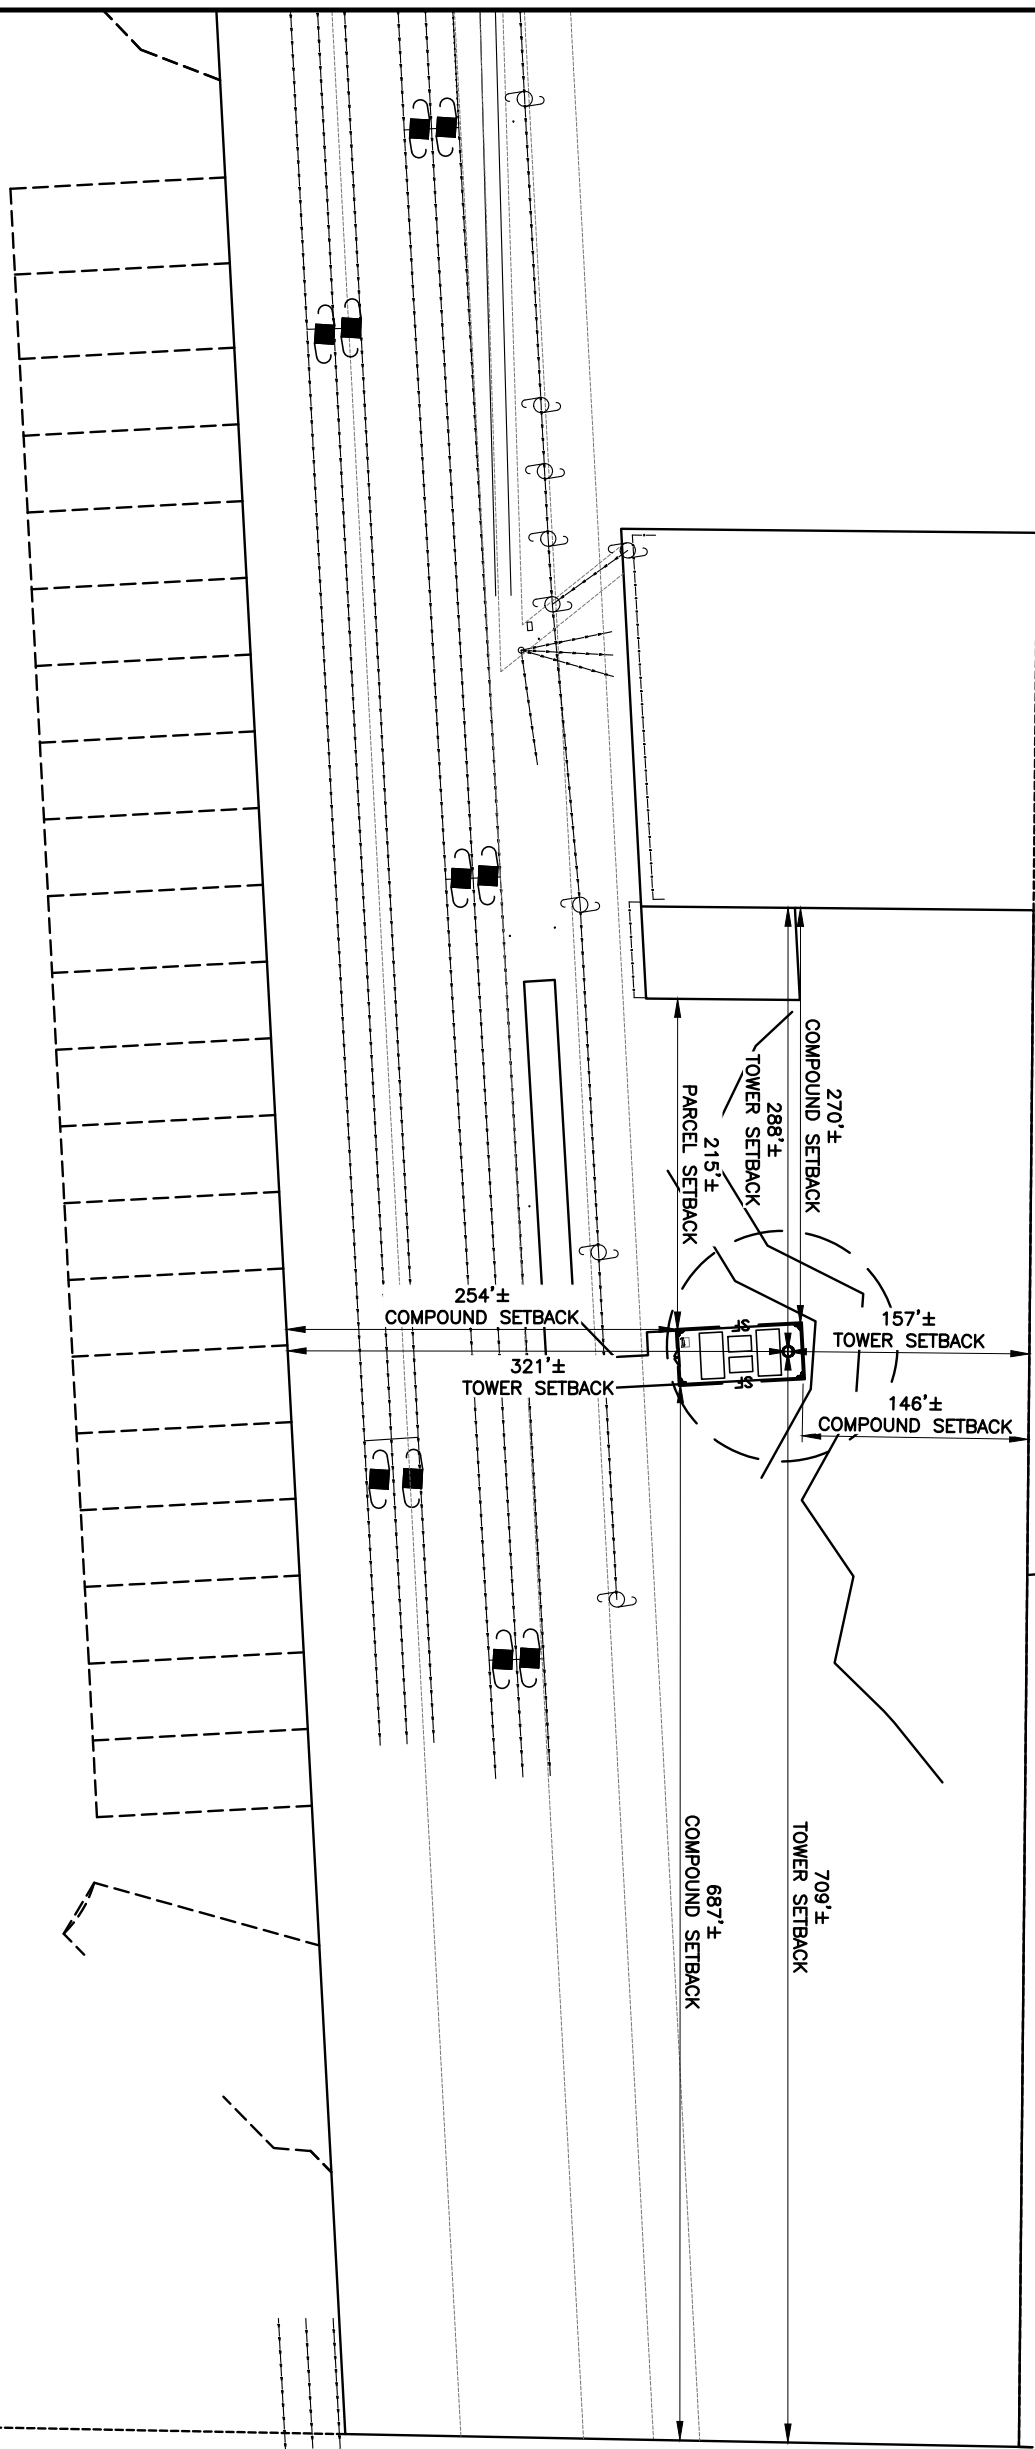 270'±
COMPOUND SETBACK
288'±
TOWER SETBACK
215'±
PARCEL SETBACK
254'±
COMPOUND SETBACK
157'±
TOWER SETBACK
SF
321'±
TOWER SETBACK
SF
146'±
COMPOUND SETBACK
709'±
TOWER SETBACK
687'±
COMPOUND SETBACK